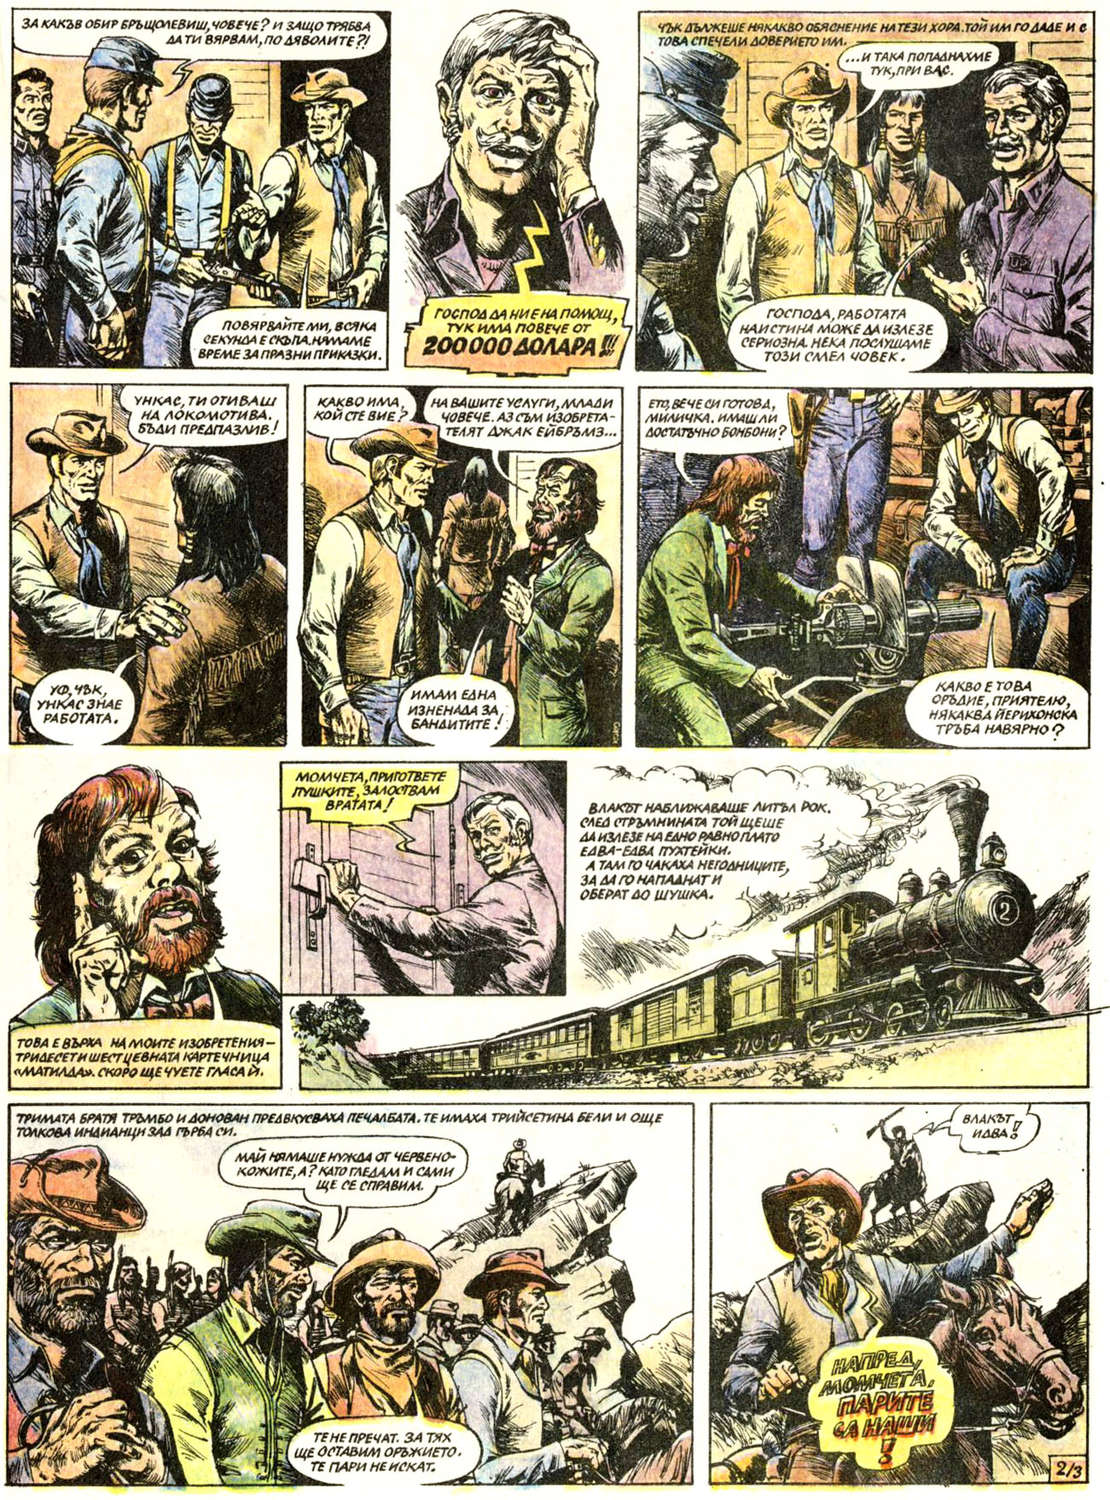 ЗА КАКЪВ ОБИР БРЪЩОЛЕВИШ, ЧОВЕЧЕ? И ЗАЩО ТРЯБВА
ДА ТИ ВЯРВАМ, ПО ДЯВОЛИТЕ?!
ПОВЯРВАЙТЕ МИ, ВСЯКА
СЕКУНДА Е СКЪПА. НЯМАМЕ
ВРЕМЕ ЗА ПРАЗНИ ПРИКАЗКИ.
ГОСПОД ДА НИ Е НА ПОМОЩ,
ТУК ИМА ПОВЕЧЕ ОТ
200000 ДОЛАРА!!!
ЧЪК ДЪЛЖЕШЕ НЯКАКВО ОБЯСНЕНИЕ НА ТЕЗИ ХОРА. ТОЙ ИМ ГО ДАДЕ И С
ТОВА СПЕЧЕЛИ ДОВЕРИЕТО ИМ.
...И ТАКА ПОПАДНАХМЕ
ТУК, ПРИ ВАС.
ГОСПОДА, РАБОТАТА
НАИСТИНА МОЖЕ ДА ИЗЛЕЗЕ
СЕРИОЗНА. НЕКА ПОСЛУШАМЕ
ТОЗИ СМЕЛ ЧОВЕК.
УНКАС, ТИ ОТИВАШ
НА ЛОКОМОТИВА.
БЪДИ ПРЕДПАЗЛИВ!
УФ, ЧЪК,
УНКАС ЗНАЕ
РАБОТАТА.
КАКВО ИМА,
КОЙ СТЕ ВИЕ?
НА ВАШИТЕ УСЛУГИ, МЛАДИ
ЧОВЕЧЕ. АЗ СЪМ ИЗОБРЕТА-
ТЕЛЯТ ДЖАК ЕЙБРЪМЗ...
ИМАМ ЕДНА
ИЗНЕНАДА ЗА
БАНДИТИТЕ!
ЕТО, ВЕЧЕ СИ ГОТОВА,
МИЛИЧКА. ИМАШ ЛИ
ДОСТАТЪЧНО БОНБОНИ?
КАКВО Е ТОВА
ОРЪДИЕ, ПРИЯТЕЛЮ,
НЯКАКВА ЙЕРИХОНСКА
ТРЪБА НАВЯРНО?
ТОВА Е ВЪРХА НА МОИТЕ ИЗОБРЕТЕНИЯ –
ТРИДЕСЕТ И ШЕСТ ЦЕВНАТА КАРТЕЧНИЦА
«МАТИЛДА». СКОРО ЩЕ ЧУЕТЕ ГЛАСА Ѝ.
МОМЧЕТА, ПРИГОТВЕТЕ
ПУШКИТЕ, ЗАЛОСТВАМ
ВРАТАТА!
ВЛАКЪТ НАБЛИЖАВАШЕ ЛИТЪЛ РОК.
СЛЕД СТРЪМНИНАТА ТОЙ ЩЕШЕ
ДА ИЗЛЕЗЕ НА ЕДНО РАВНО ПЛАТО
ЕДВА-ЕДВА ПУХТЕЙКИ.
А ТАМ ГО ЧАКАХА НЕГОДНИЦИТЕ,
ЗА ДА ГО НАПАДНАТ И
ОБЕРАТ ДО ШУШКА.
2
ТРИМАТА БРАТЯ ТРЪМБО И ДОНОВАН ПРЕДВКУСВАХА ПЕЧАЛБАТА. ТЕ ИМАХА ТРИЙСЕТИНА БЕЛИ И ОЩЕ
ТОЛКОВА ИНДИАНЦИ ЗАД ГЪРБА СИ.
МАЙ НЯМАШЕ НУЖДА ОТ ЧЕРВЕНО-
КОЖИТЕ, А? КАТО ГЛЕДАМ И САМИ
ЩЕ СЕ СПРАВИМ.
ТЕ НЕ ПРЕЧАТ. ЗА ТЯХ
ЩЕ ОСТАВИМ ОРЪЖИЕТО.
ТЕ ПАРИ НЕ ИСКАТ.
ВЛАКЪТ
ИДВА!
НАПРЕД,
МОМЧЕТА.
ПАРИТЕ
СА НАШИ
!
2/3